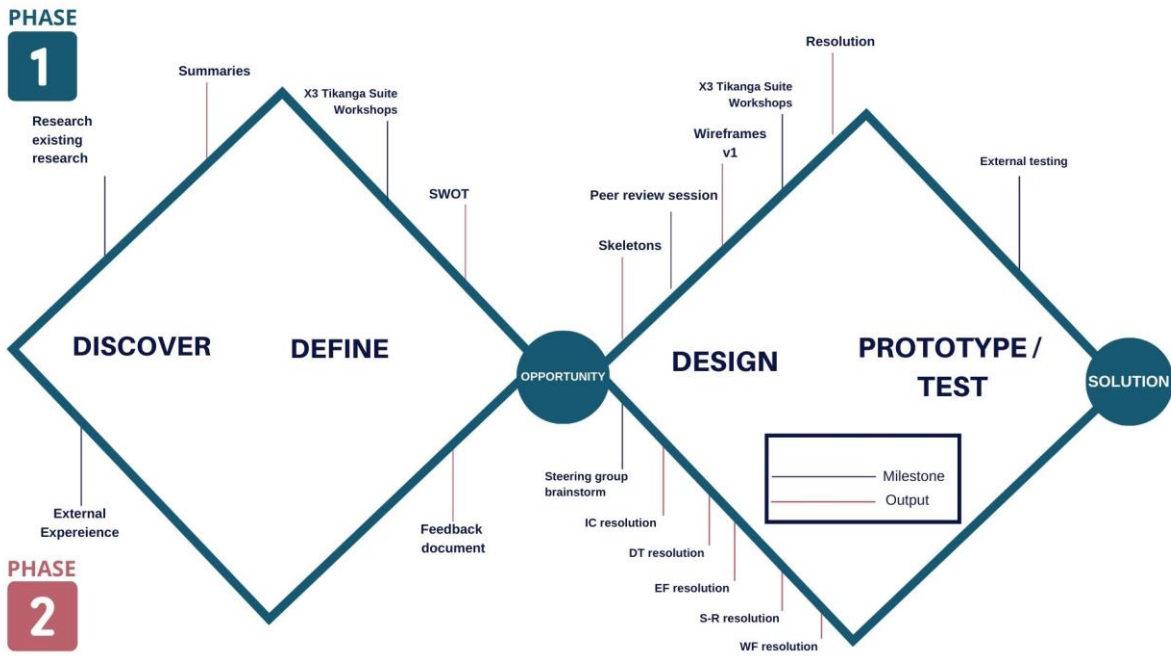 PHASE
1
Summaries
Research
existing
research
X3 Tikanga Suite
Workshops
SWOT
Resolution
X3 Tikanga Suite
Workshops
Wireframes
v1
Peer review session
Skeletons
External testing
DISCOVER
DEFINE
OPPORTUNITY
DESIGN
PROTOTYPE /
TEST
SOLUTION
Milestone
Output
External
Expereience
Feedback
document
Steering group
brainstorm
IC resolution
DT resolution
EF resolution
S-R resolution
WF resolution
PHASE
2